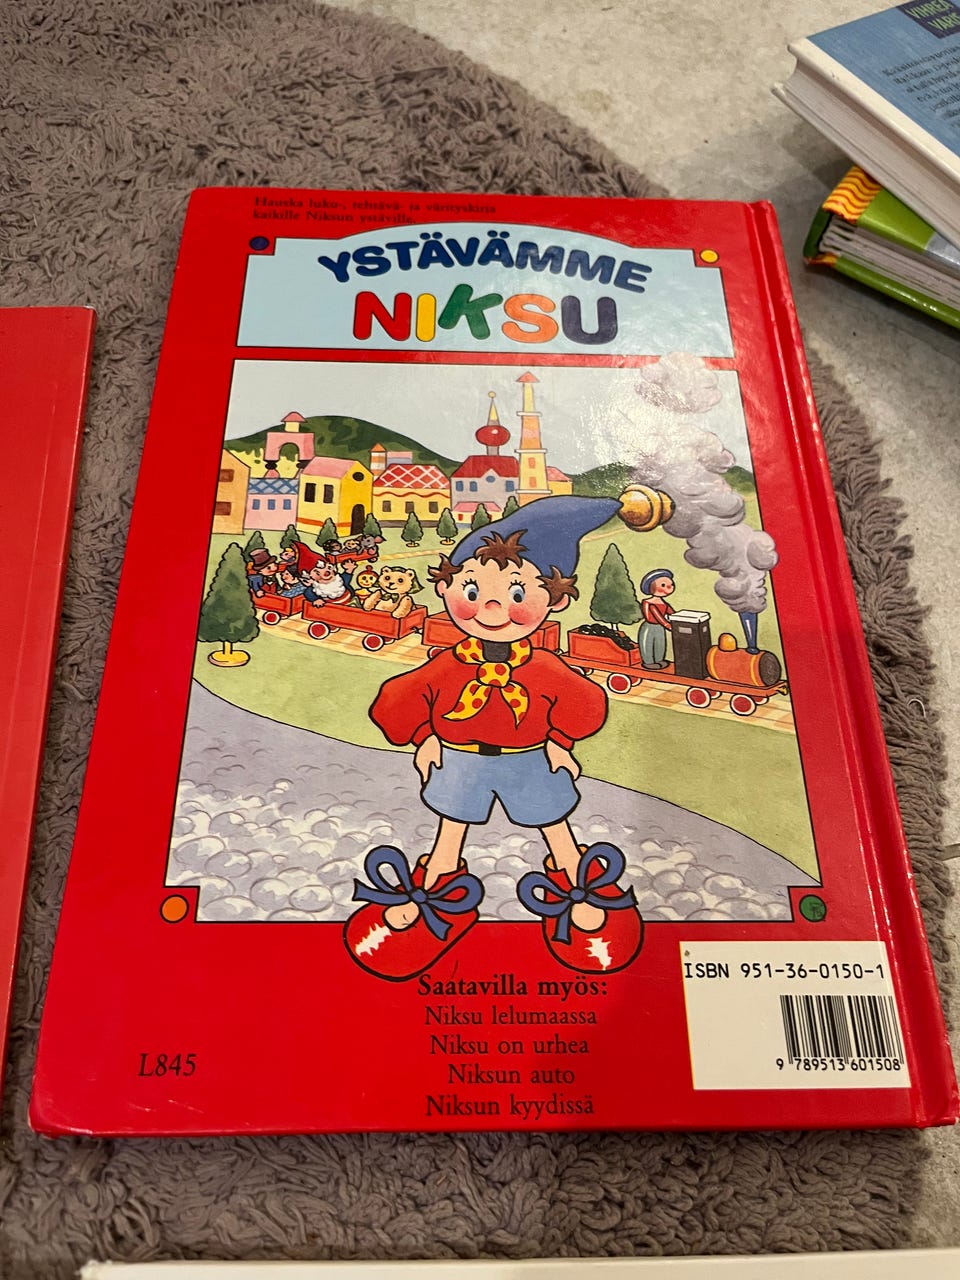 Hauska luku-, tehtävä- ja värityskirja
kaikille Niksun ystäville.
YSTÄVÄMME
NIKSU
Saatavilla myös:
Niksu lelumaassa
Niksu on urhea
Niksun auto
Niksun kyydissä
L845
ISBN 951-36-0150-1
9 789513 601508
VIHREÄ